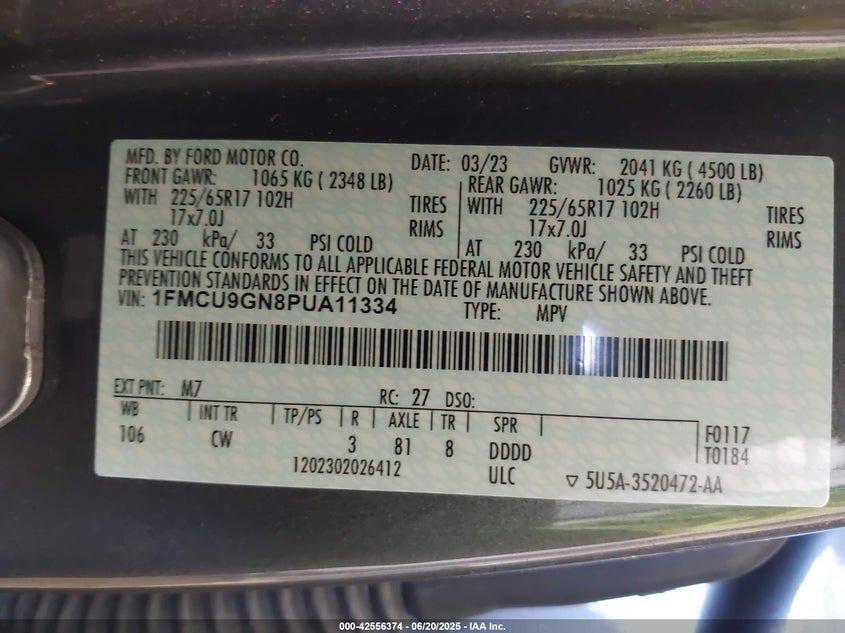 MFD. BY FORD MOTOR CO. DATE: 03/23 GVWR: 2041 KG ( 4500 LB)
FRONT GAWR: 1065 KG ( 2348 LB) REAR GAWR: 1025 KG ( 2260 LB)
WITH 225/65R17 102H TIRES WITH 225/65R17 102H TIRES
17x7.0J RIMS 17x7.0J RIMS
AT 230 kPa/ 33 PSI COLD AT 230 kPa/ 33 PSI COLD
THIS VEHICLE CONFORMS TO ALL APPLICABLE FEDERAL MOTOR VEHICLE SAFETY AND THEFT
PREVENTION STANDARDS IN EFFECT ON THE DATE OF MANUFACTURE SHOWN ABOVE.
VIN: 1FMCU9GN8PUA11334 TYPE: MPV
EXT PNT: M7 RC: 27 DSO:
WB INT TR TP/PS R AXLE TR SPR F0117
106 CW 3 81 8 DDDD T0184
1202302026412 ULC ▽ 5U5A-3520472-AA
000-42556374 - 06/20/2025 - IAA Inc.